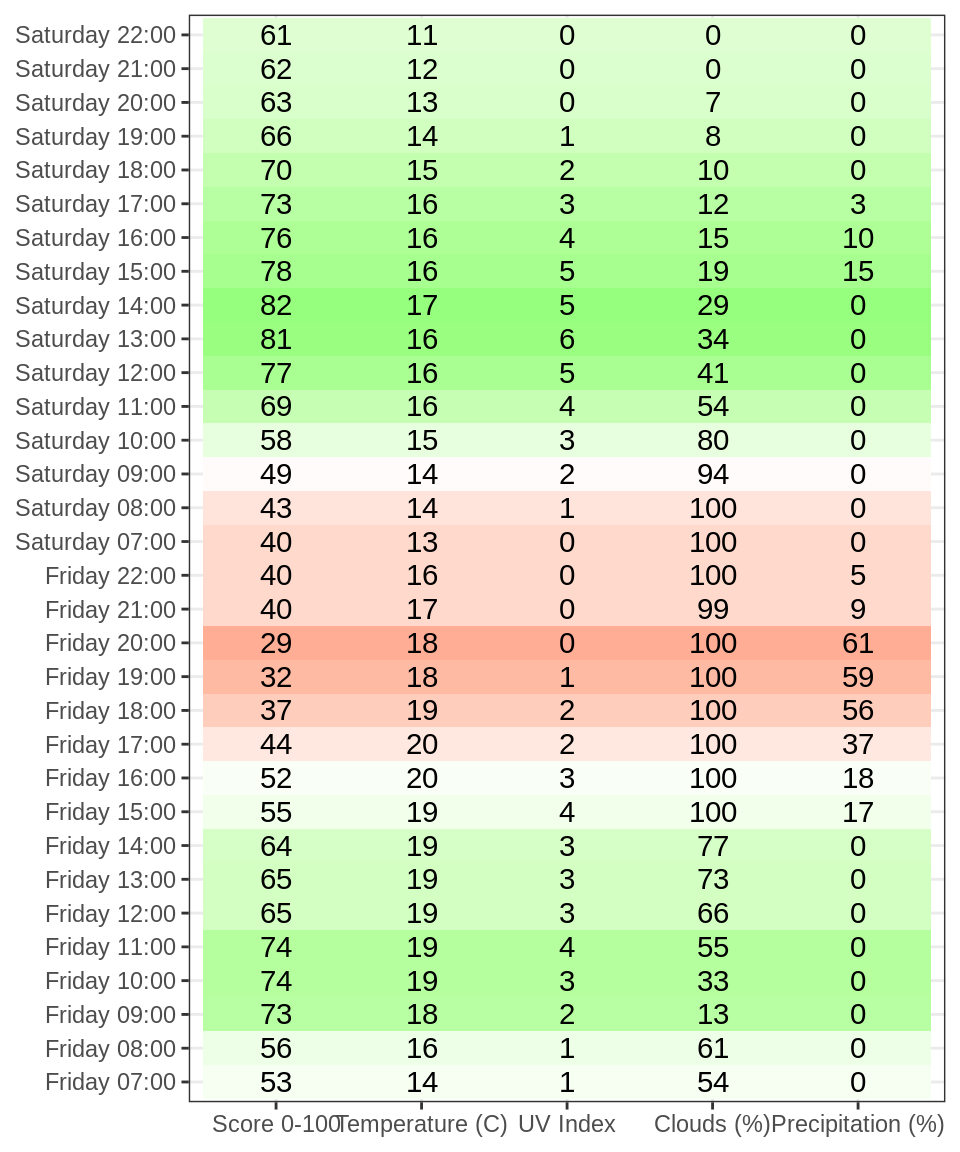 Saturday 22:00 61 11 0 0 0
Saturday 21:00 62 12 0 0 0
Saturday 20:00 63 13 0 7 0
Saturday 19:00 66 14 1 8 0
Saturday 18:00 70 15 2 10 0
Saturday 17:00 73 16 3 12 3
Saturday 16:00 76 16 4 15 10
Saturday 15:00 78 16 5 19 15
Saturday 14:00 82 17 5 29 0
Saturday 13:00 81 16 6 34 0
Saturday 12:00 77 16 5 41 0
Saturday 11:00 69 16 4 54 0
Saturday 10:00 58 15 3 80 0
Saturday 09:00 49 14 2 94 0
Saturday 08:00 43 14 1 100 0
Saturday 07:00 40 13 0 100 0
Friday 22:00 40 16 0 100 5
Friday 21:00 40 17 0 99 9
Friday 20:00 29 18 0 100 61
Friday 19:00 32 18 1 100 59
Friday 18:00 37 19 2 100 56
Friday 17:00 44 20 2 100 37
Friday 16:00 52 20 3 100 18
Friday 15:00 55 19 4 100 17
Friday 14:00 64 19 3 77 0
Friday 13:00 65 19 3 73 0
Friday 12:00 65 19 3 66 0
Friday 11:00 74 19 4 55 0
Friday 10:00 74 19 3 33 0
Friday 09:00 73 18 2 13 0
Friday 08:00 56 16 1 61 0
Friday 07:00 53 14 1 54 0
Score 0-100 Temperature (C) UV Index Clouds (%) Precipitation (%)